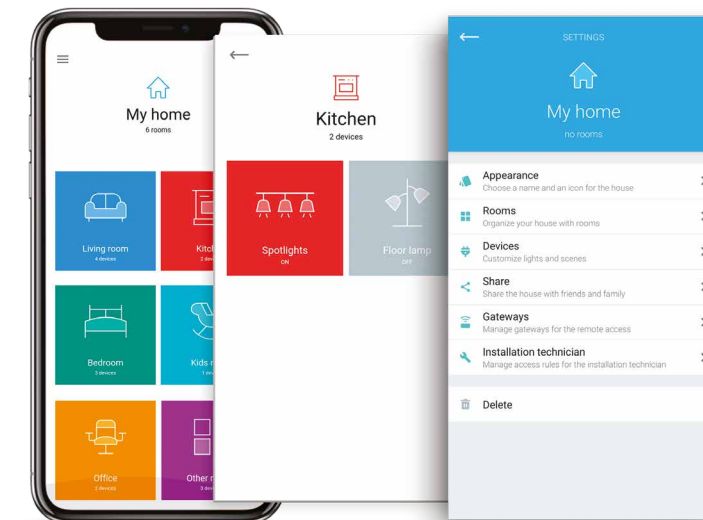 My home
6 rooms
Living room
4 devices
Bedroom
3 devices
Kids
Office
Other
Kitchen
2 devices
Spotlights
ON
Floor lamp
OFF
SETTINGS
My home
no rooms
Appearance
Choose a name and an icon for the house
Rooms
Organize your house with rooms
Devices
Customize lights and scenes
Share
Share the house with friends and family
Gateways
Manage gateways for the remote access
Installation technician
Manage access rules for the installation technician
Delete